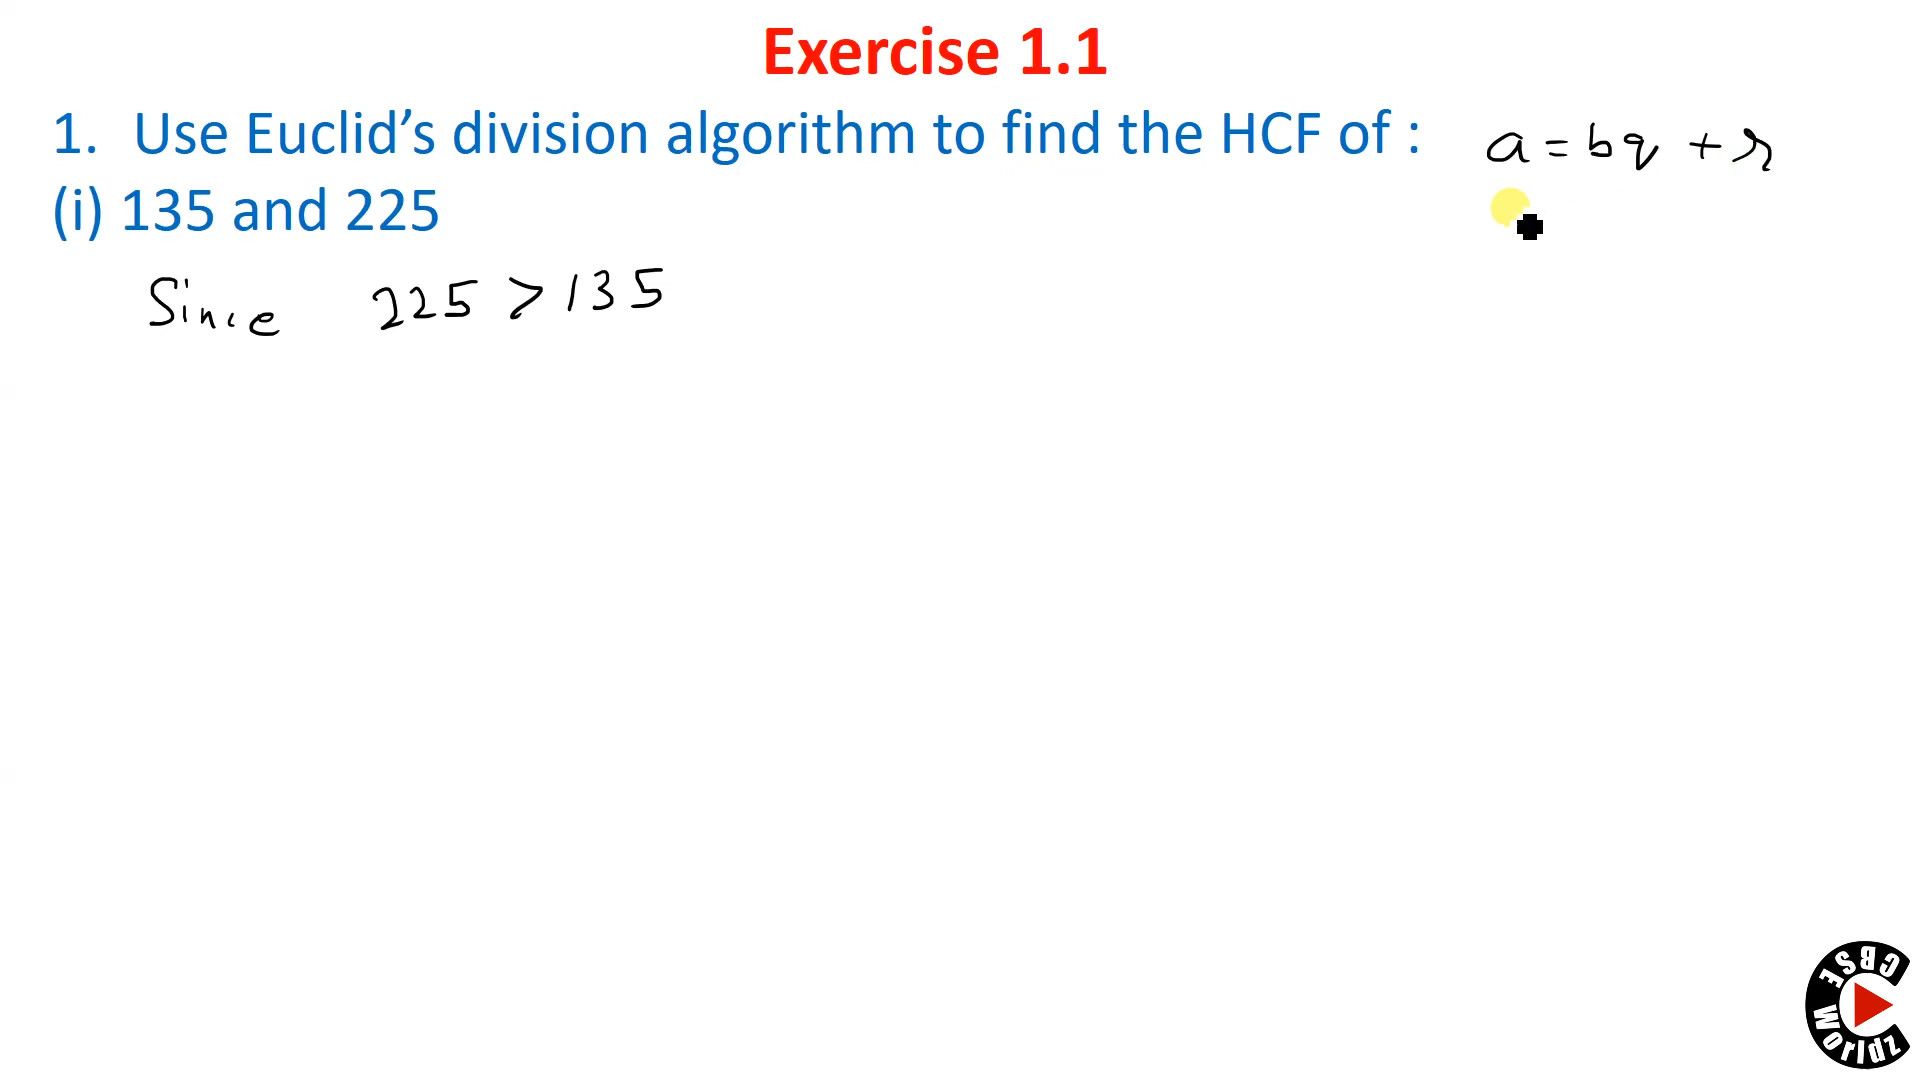 Exercise 1.1
1. Use Euclid’s division algorithm to find the HCF of : a = bq + r
(i) 135 and 225
Since 225 > 135
CBSE Worldz